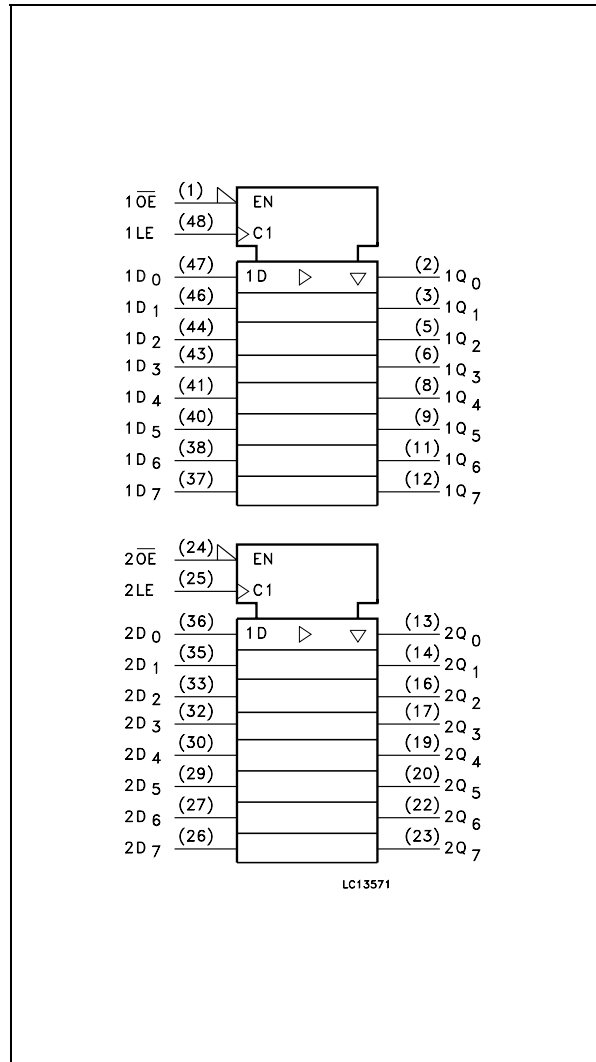 1O̅E̅ (1) EN
1LE (48) C1
1D0 (47) 1D (2) 1Q0
1D1 (46) (3) 1Q1
1D2 (44) (5) 1Q2
1D3 (43) (6) 1Q3
1D4 (41) (8) 1Q4
1D5 (40) (9) 1Q5
1D6 (38) (11) 1Q6
1D7 (37) (12) 1Q7
2O̅E̅ (24) EN
2LE (25) C1
2D0 (36) 1D (13) 2Q0
2D1 (35) (14) 2Q1
2D2 (33) (16) 2Q2
2D3 (32) (17) 2Q3
2D4 (30) (19) 2Q4
2D5 (29) (20) 2Q5
2D6 (27) (22) 2Q6
2D7 (26) (23) 2Q7
LC13571